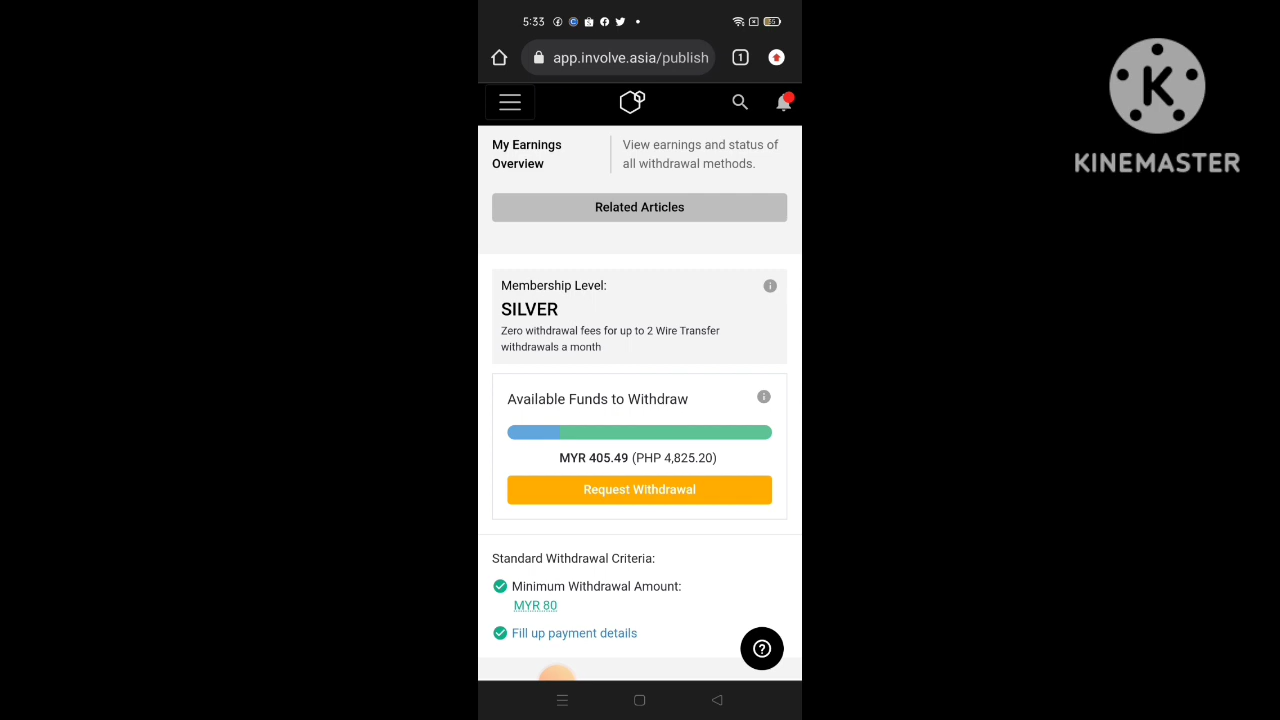 5:33
app.involve.asia/publish
1
My Earnings
Overview
View earnings and status of
all withdrawal methods.
Related Articles
Membership Level:
SILVER
Zero withdrawal fees for up to 2 Wire Transfer
withdrawals a month
Available Funds to Withdraw
MYR 405.49 (PHP 4,825.20)
Request Withdrawal
Standard Withdrawal Criteria:
Minimum Withdrawal Amount:
MYR 80
Fill up payment details
K
KINEMASTER